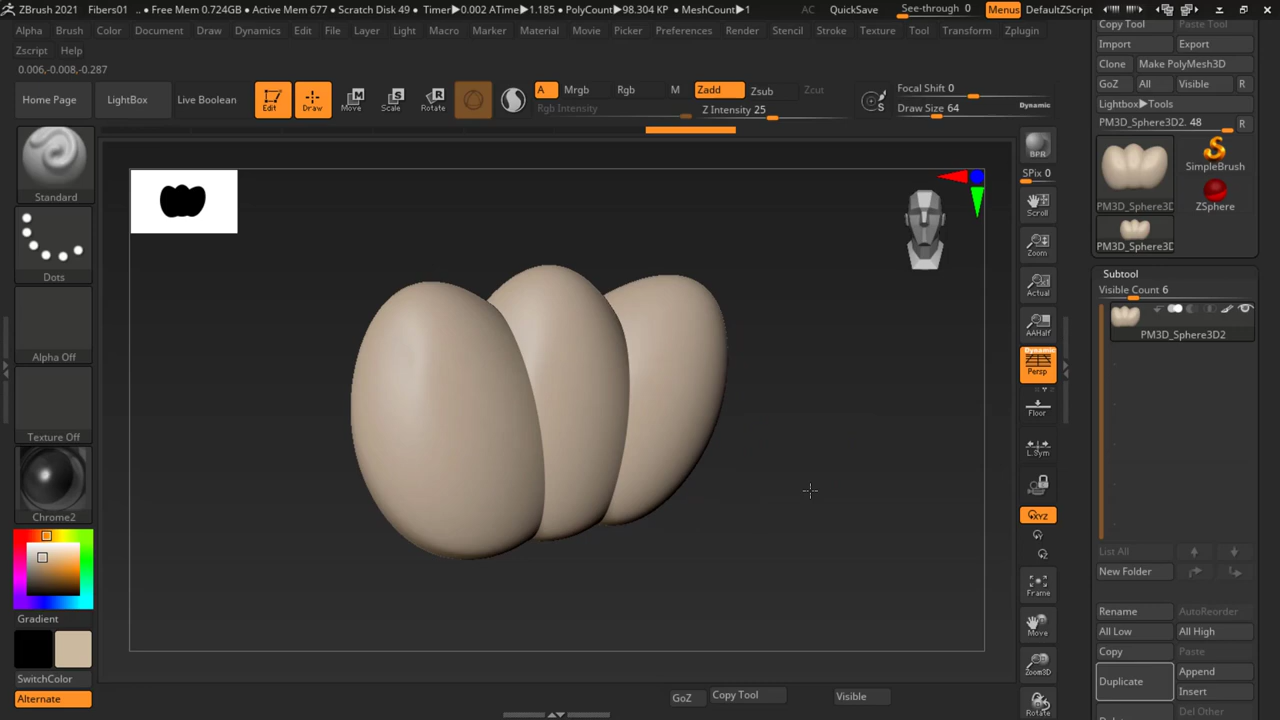 ZBrush 2021 Fibers01 .. • Free Mem 0.724GB • Active Mem 677 • Scratch Disk 49 • Timer▶0.002 ATime▶1.185 • PolyCount▶98.304 KP • MeshCount▶1 AC QuickSave See-through 0 Menus DefaultZScript
Alpha Brush Color Document Draw Dynamics Edit File Layer Light Macro Marker Material Movie Picker Preferences Render Stencil Stroke Texture Tool Transform Zplugin
Zscript Help
0.006,-0.008,-0.287
Home Page LightBox Live Boolean Edit Draw Move Scale Rotate A Mrgb Rgb M Zadd Zsub Zcut Focal Shift 0
Rgb Intensity Z Intensity 25 Draw Size 64 Dynamic
Standard
Dots
Alpha Off
Texture Off
Chrome2
Gradient
SwitchColor
Alternate
BPR
SPix 0
Scroll
Zoom
Actual
AAHalf
Dynamic
Persp
Floor
L.Sym
XYZ
Frame
Move
Zoom3D
Rotate
GoZ Copy Tool Visible
Copy Tool Paste Tool
Import Export
Clone Make PolyMesh3D
GoZ All Visible R
Lightbox▶Tools
PM3D_Sphere3D2. 48 R
SimpleBrush
PM3D_Sphere3D ZSphere
PM3D_Sphere3D
Subtool
Visible Count 6
PM3D_Sphere3D2
List All
New Folder
Rename AutoReorder
All Low All High
Copy Paste
Duplicate Append
Insert
Del Other